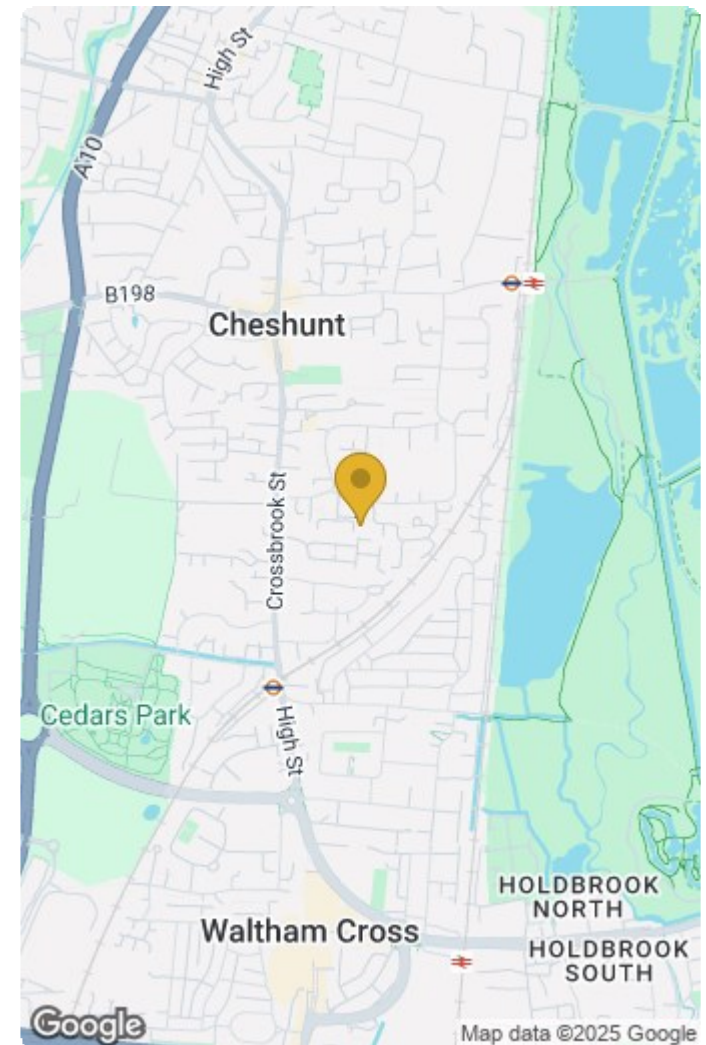 High St
A10
B198
Cheshunt
Crossbrook St
Cedars Park
High St
HOLDBROOK
NORTH
Waltham Cross
HOLDBROOK
SOUTH
Google
Map data ©2025 Google